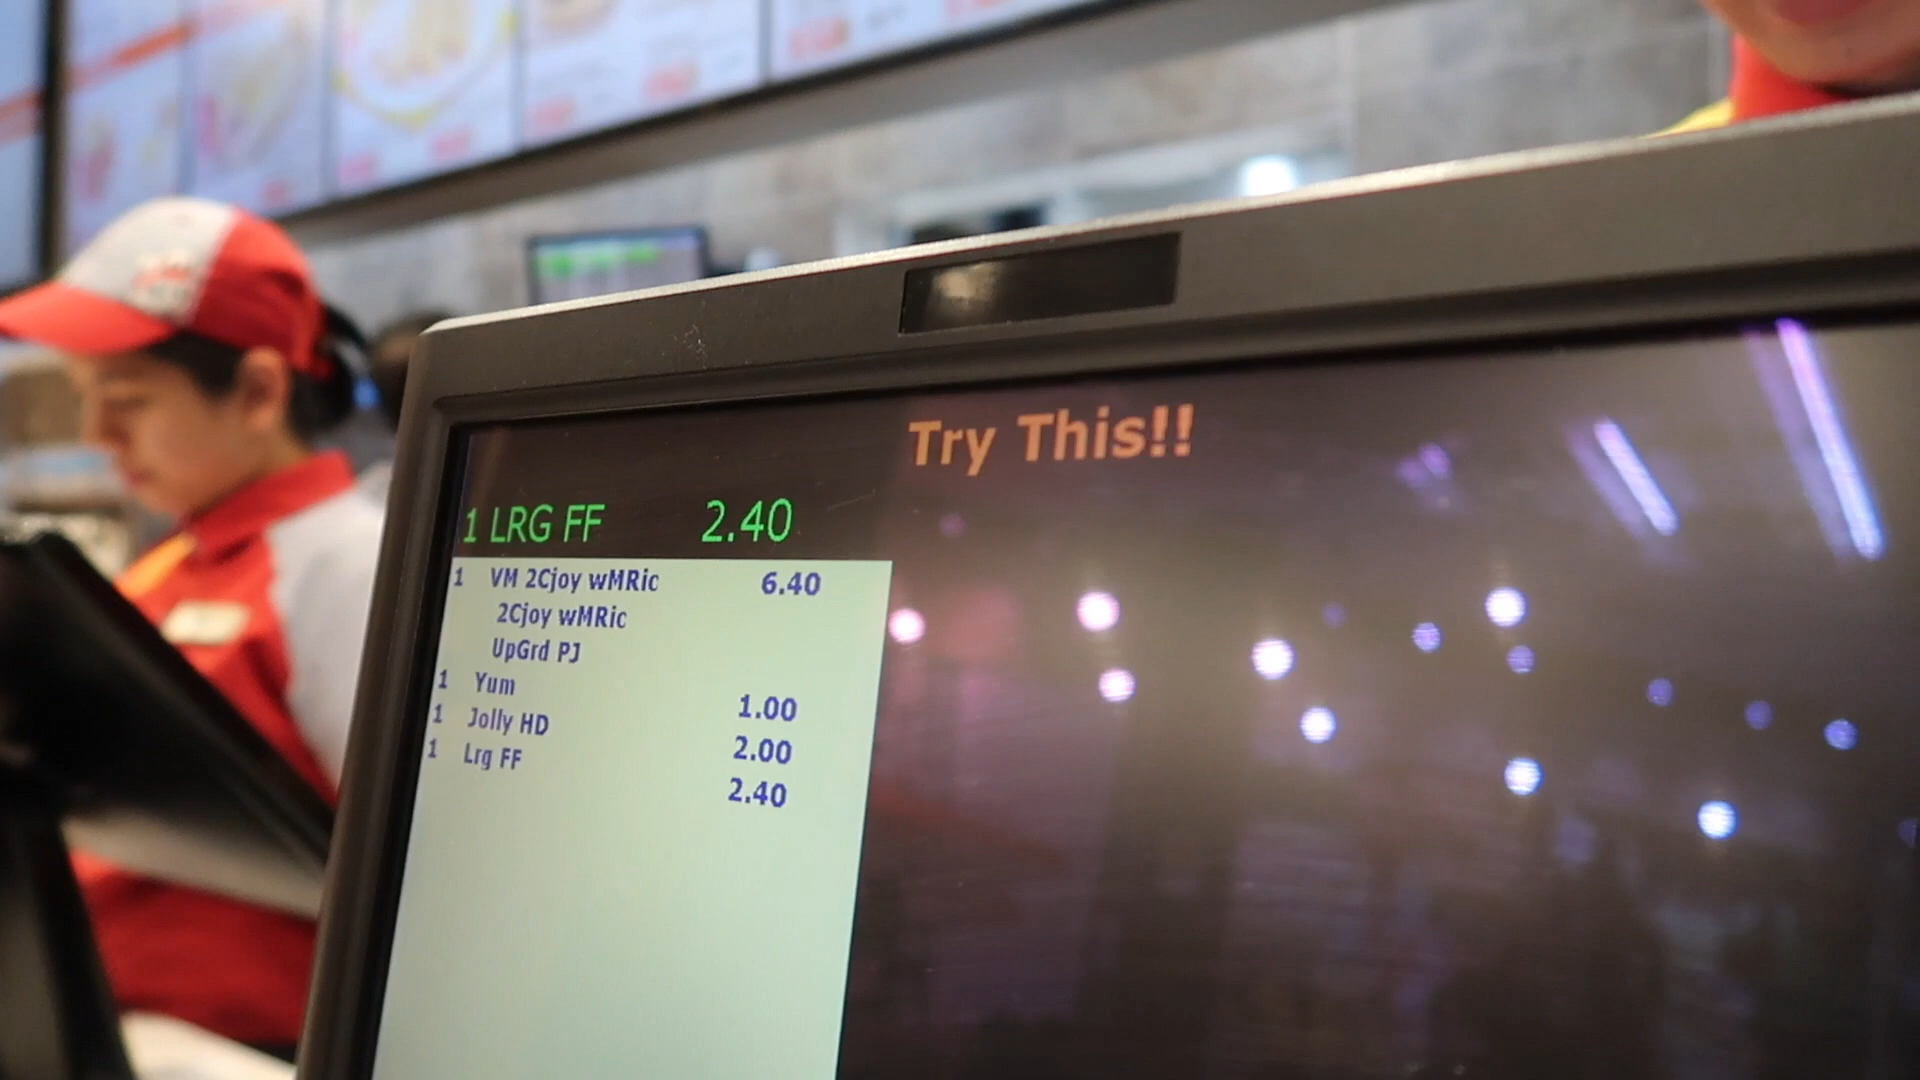 Try This!!
1 LRG FF 2.40
1 VM 2Cjoy wMRic 6.40
2Cjoy wMRic
UpGrd PJ
1 Yum 1.00
1 Jolly HD 2.00
1 Lrg FF 2.40